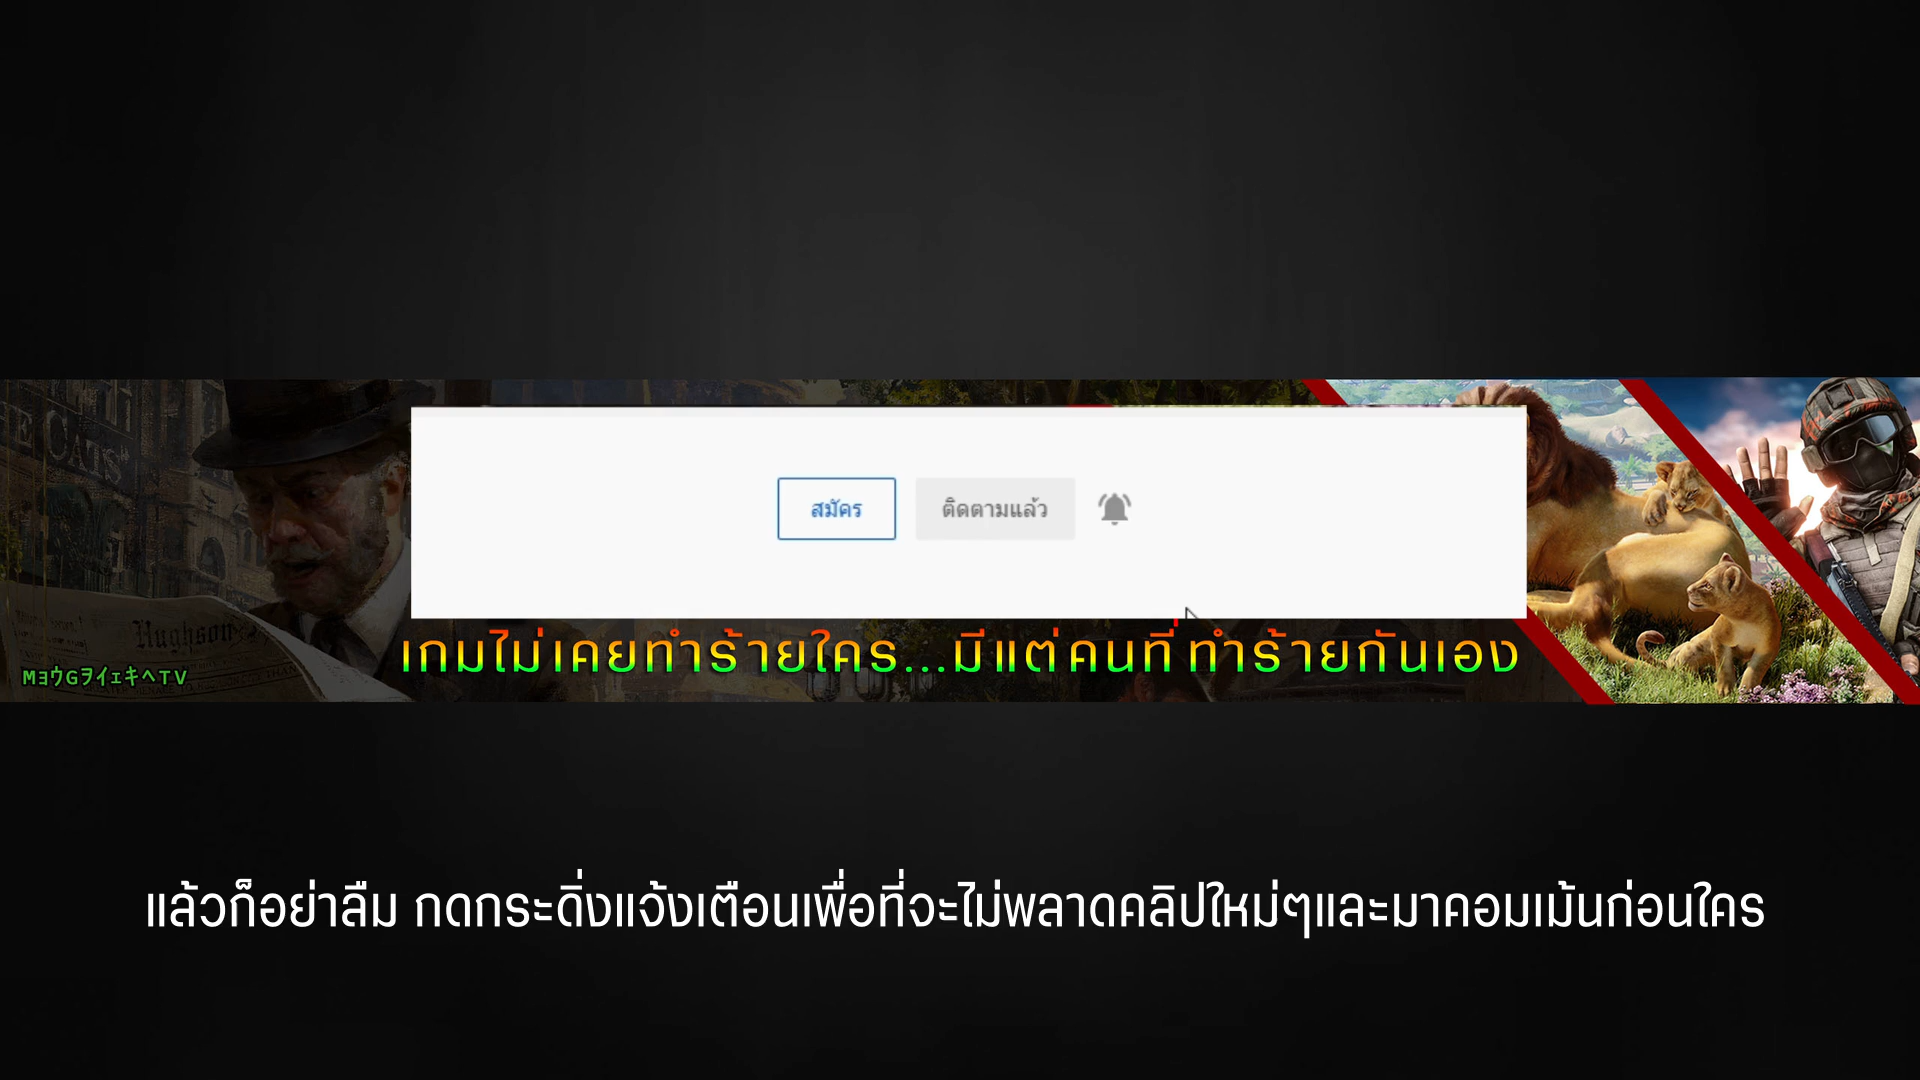 E CATS
สมัคร
ติดตามแล้ว
Hughson
เกมไม่เคยทำร้ายใคร...มีแต่คนที่ทำร้ายกันเอง
MヨウGヲイエキヘTV
แล้วก็อย่าลืม กดกระดิ่งแจ้งเตือนเพื่อที่จะไม่พลาดคลิปใหม่ๆและมาคอมเม้นก่อนใคร